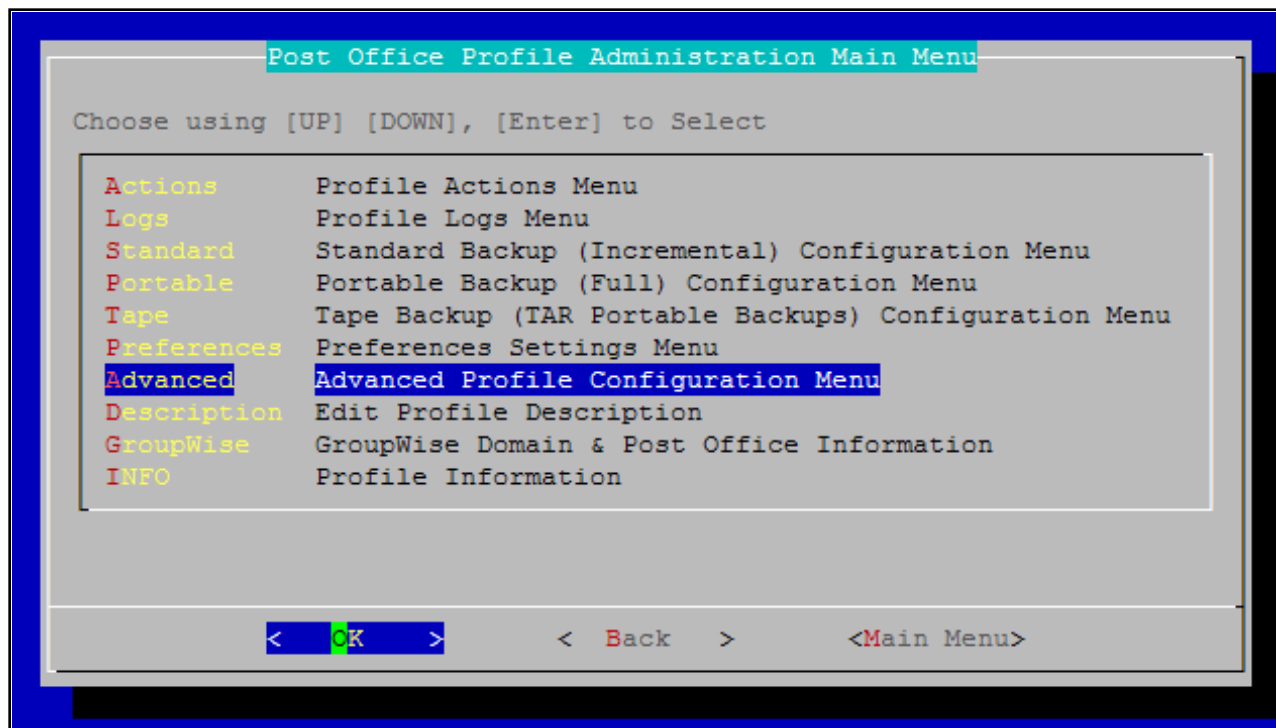 Post Office Profile Administration Main Menu
Choose using [UP] [DOWN], [Enter] to Select
Actions Profile Actions Menu
Logs Profile Logs Menu
Standard Standard Backup (Incremental) Configuration Menu
Portable Portable Backup (Full) Configuration Menu
Tape Tape Backup (TAR Portable Backups) Configuration Menu
Preferences Preferences Settings Menu
Advanced Advanced Profile Configuration Menu
Description Edit Profile Description
GroupWise GroupWise Domain & Post Office Information
INFO Profile Information
< OK > < Back > <Main Menu>